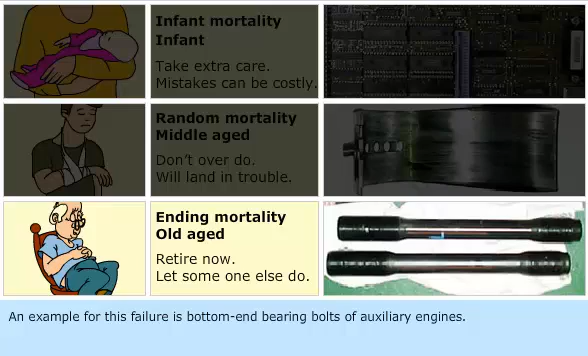 Infant mortality
Infant
Take extra care.
Mistakes can be costly.
Random mortality
Middle aged
Don’t over do.
Will land in trouble.
Ending mortality
Old aged
Retire now.
Let some one else do.
An example for this failure is bottom-end bearing bolts of auxiliary engines.